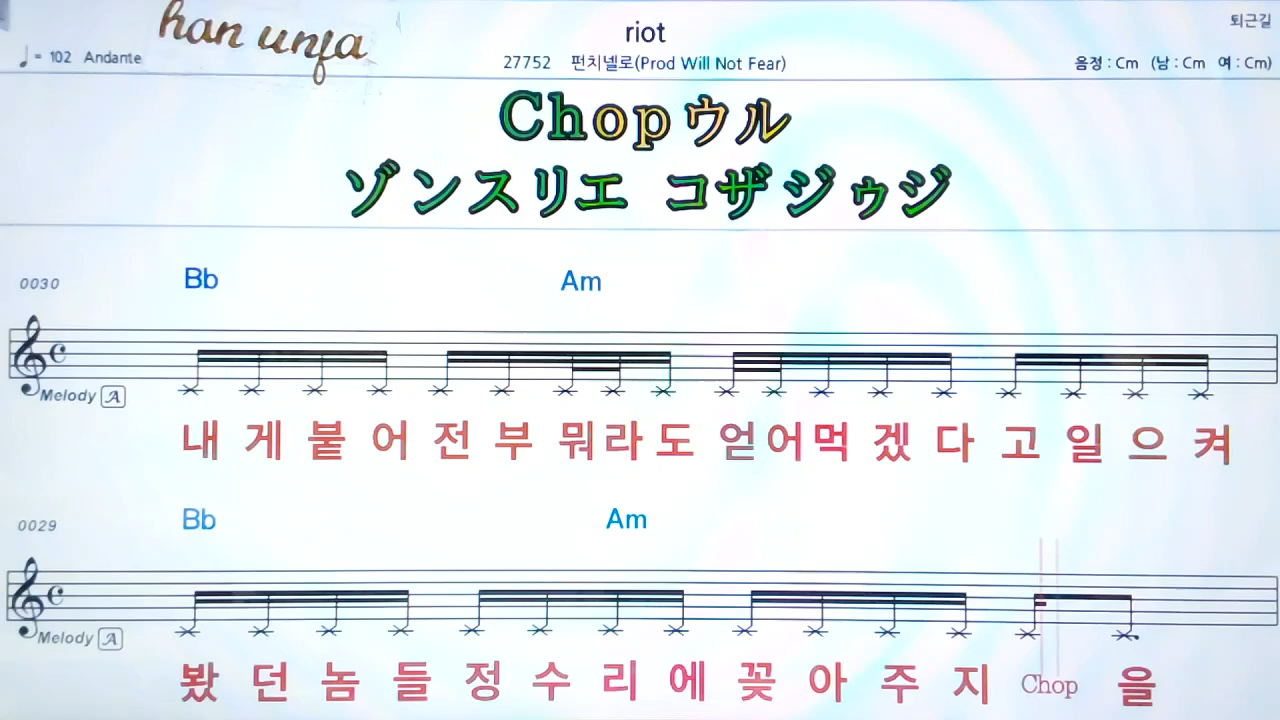 han unfa
riot
퇴근길
♩= 102 Andante
27752 펀치넬로(Prod Will Not Fear)
음정 : Cm (남 : Cm 여 : Cm)
Chopウル
ゾンスリエ コザジゥジ
0030 Bb Am
Melody A
내 게 붙 어 전 부 뭐라도 얻어먹 겠 다 고 일 으 켜
0029 Bb Am
Melody A
봤 던 놈 들 정 수 리 에 꽃 아 주 지 Chop 을